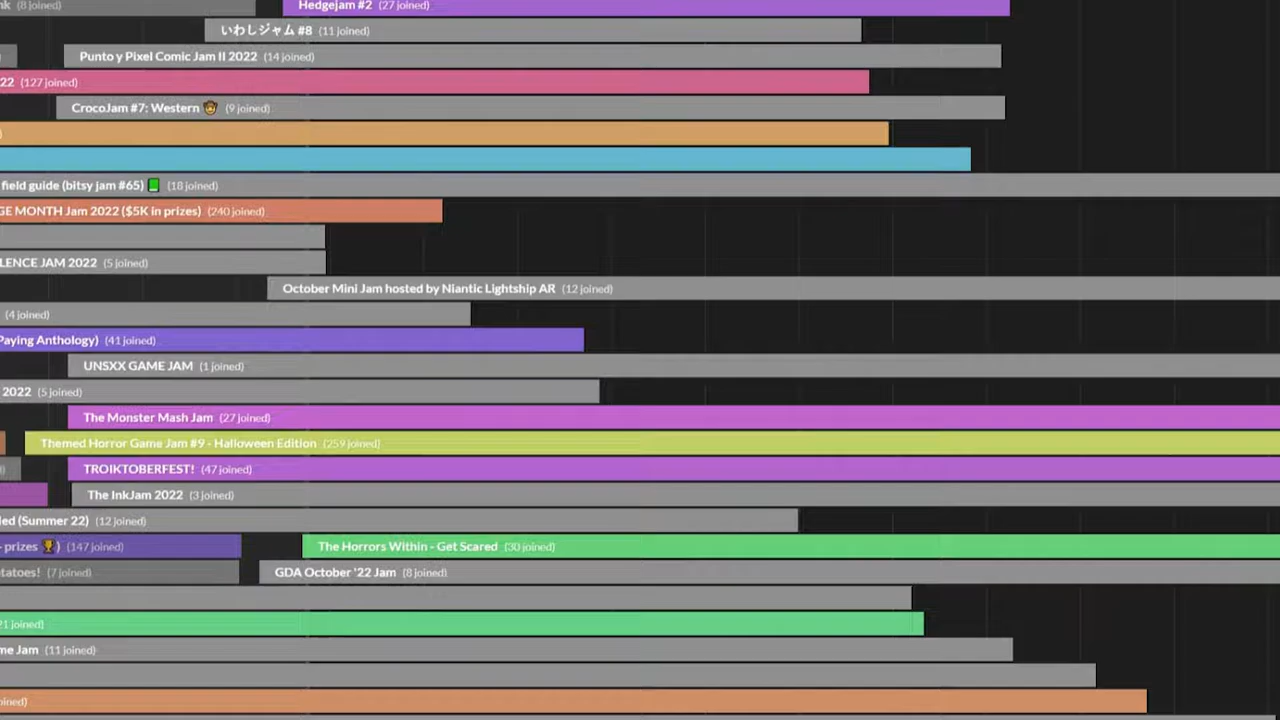 nk (8 joined)
Hedgejam #2 (27 joined)
いわしジャム #8 (11 joined)
Punto y Pixel Comic Jam II 2022 (14 joined)
22 (127 joined)
CrocoJam #7: Western 🤠 (9 joined)
)
field guide (bitsy jam #65) 📗 (18 joined)
GE MONTH Jam 2022 ($5K in prizes) (240 joined)
LENCE JAM 2022 (5 joined)
October Mini Jam hosted by Niantic Lightship AR (12 joined)
(4 joined)
Paying Anthology) (41 joined)
UNSXX GAME JAM (1 joined)
2022 (5 joined)
The Monster Mash Jam (27 joined)
Themed Horror Game Jam #9 - Halloween Edition (259 joined)
) TROIKTOBERFEST! (47 joined)
The InkJam 2022 (3 joined)
led (Summer 22) (12 joined)
prizes 🏆) (147 joined)
The Horrors Within - Get Scared (30 joined)
tatoes! (7 joined)
GDA October '22 Jam (8 joined)
21 joined)
me Jam (11 joined)
oined)